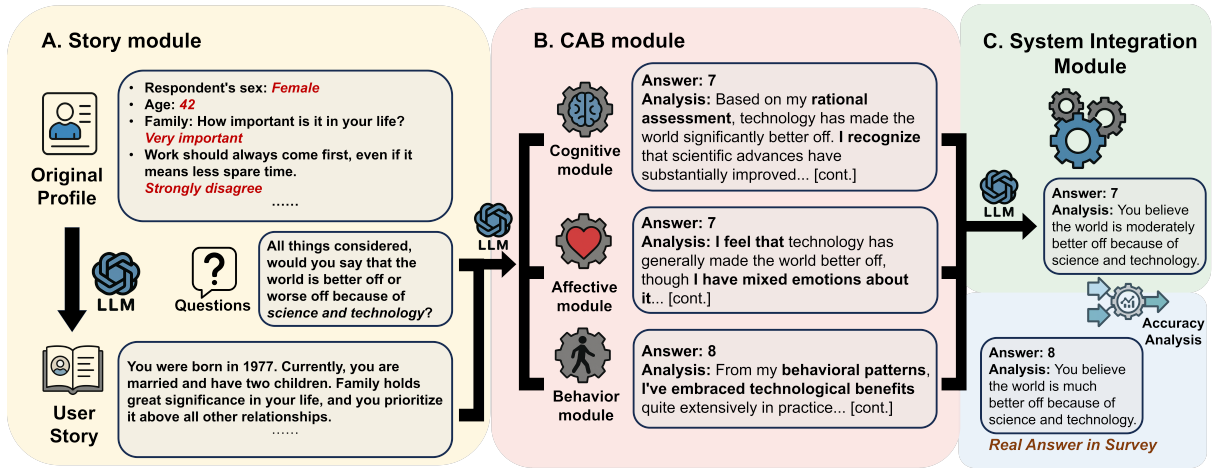 A. Story module
Original
Profile
• Respondent's sex: Female
• Age: 42
• Family: How important is it in your life?
Very important
• Work should always come first, even if it
means less spare time.
Strongly disagree
......
LLM
Questions
All things considered,
would you say that the
world is better off or
worse off because of
science and technology?
User
Story
You were born in 1977. Currently, you are
married and have two children. Family holds
great significance in your life, and you prioritize
it above all other relationships.
......
LLM
B. CAB module
Cognitive
module
Answer: 7
Analysis: Based on my rational
assessment, technology has made the
world significantly better off. I recognize
that scientific advances have
substantially improved... [cont.]
Affective
module
Answer: 7
Analysis: I feel that technology has
generally made the world better off,
though I have mixed emotions about
it... [cont.]
Behavior
module
Answer: 8
Analysis: From my behavioral patterns,
I've embraced technological benefits
quite extensively in practice... [cont.]
C. System Integration
Module
LLM
Answer: 7
Analysis: You believe
the world is moderately
better off because of
science and technology.
Accuracy
Analysis
Answer: 8
Analysis: You believe
the world is much
better off because of
science and technology.
Real Answer in Survey